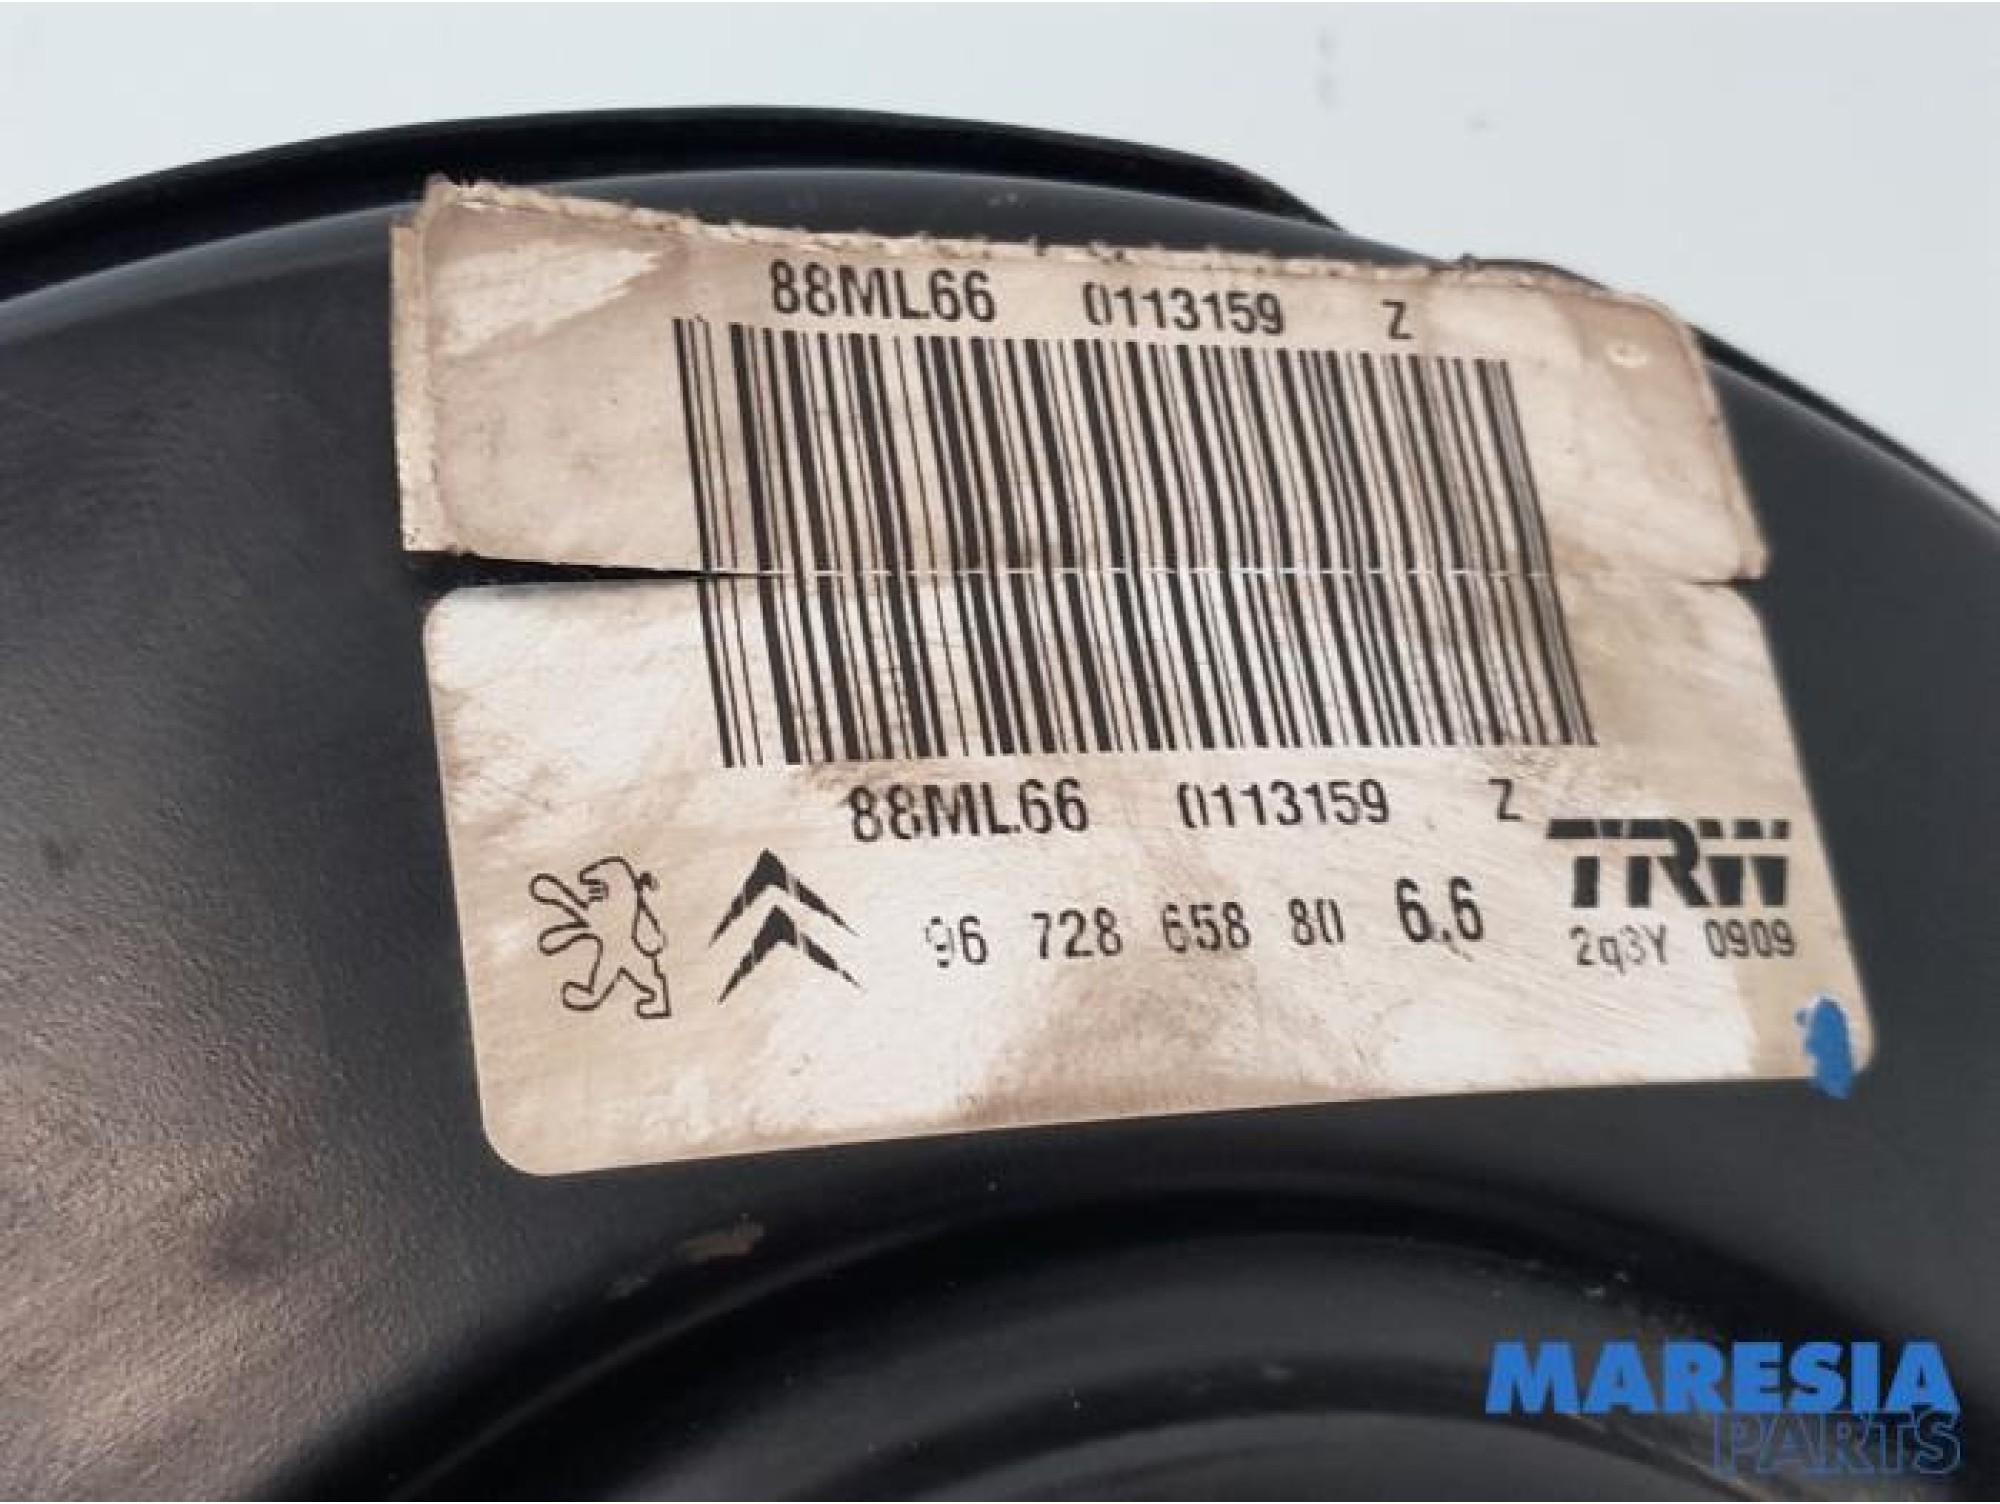 88ML66 0113159 Z
88ML66 0113159 Z
TRW
96 728 658 80 6.6
2q3Y 0909
MARESIA
PARTS